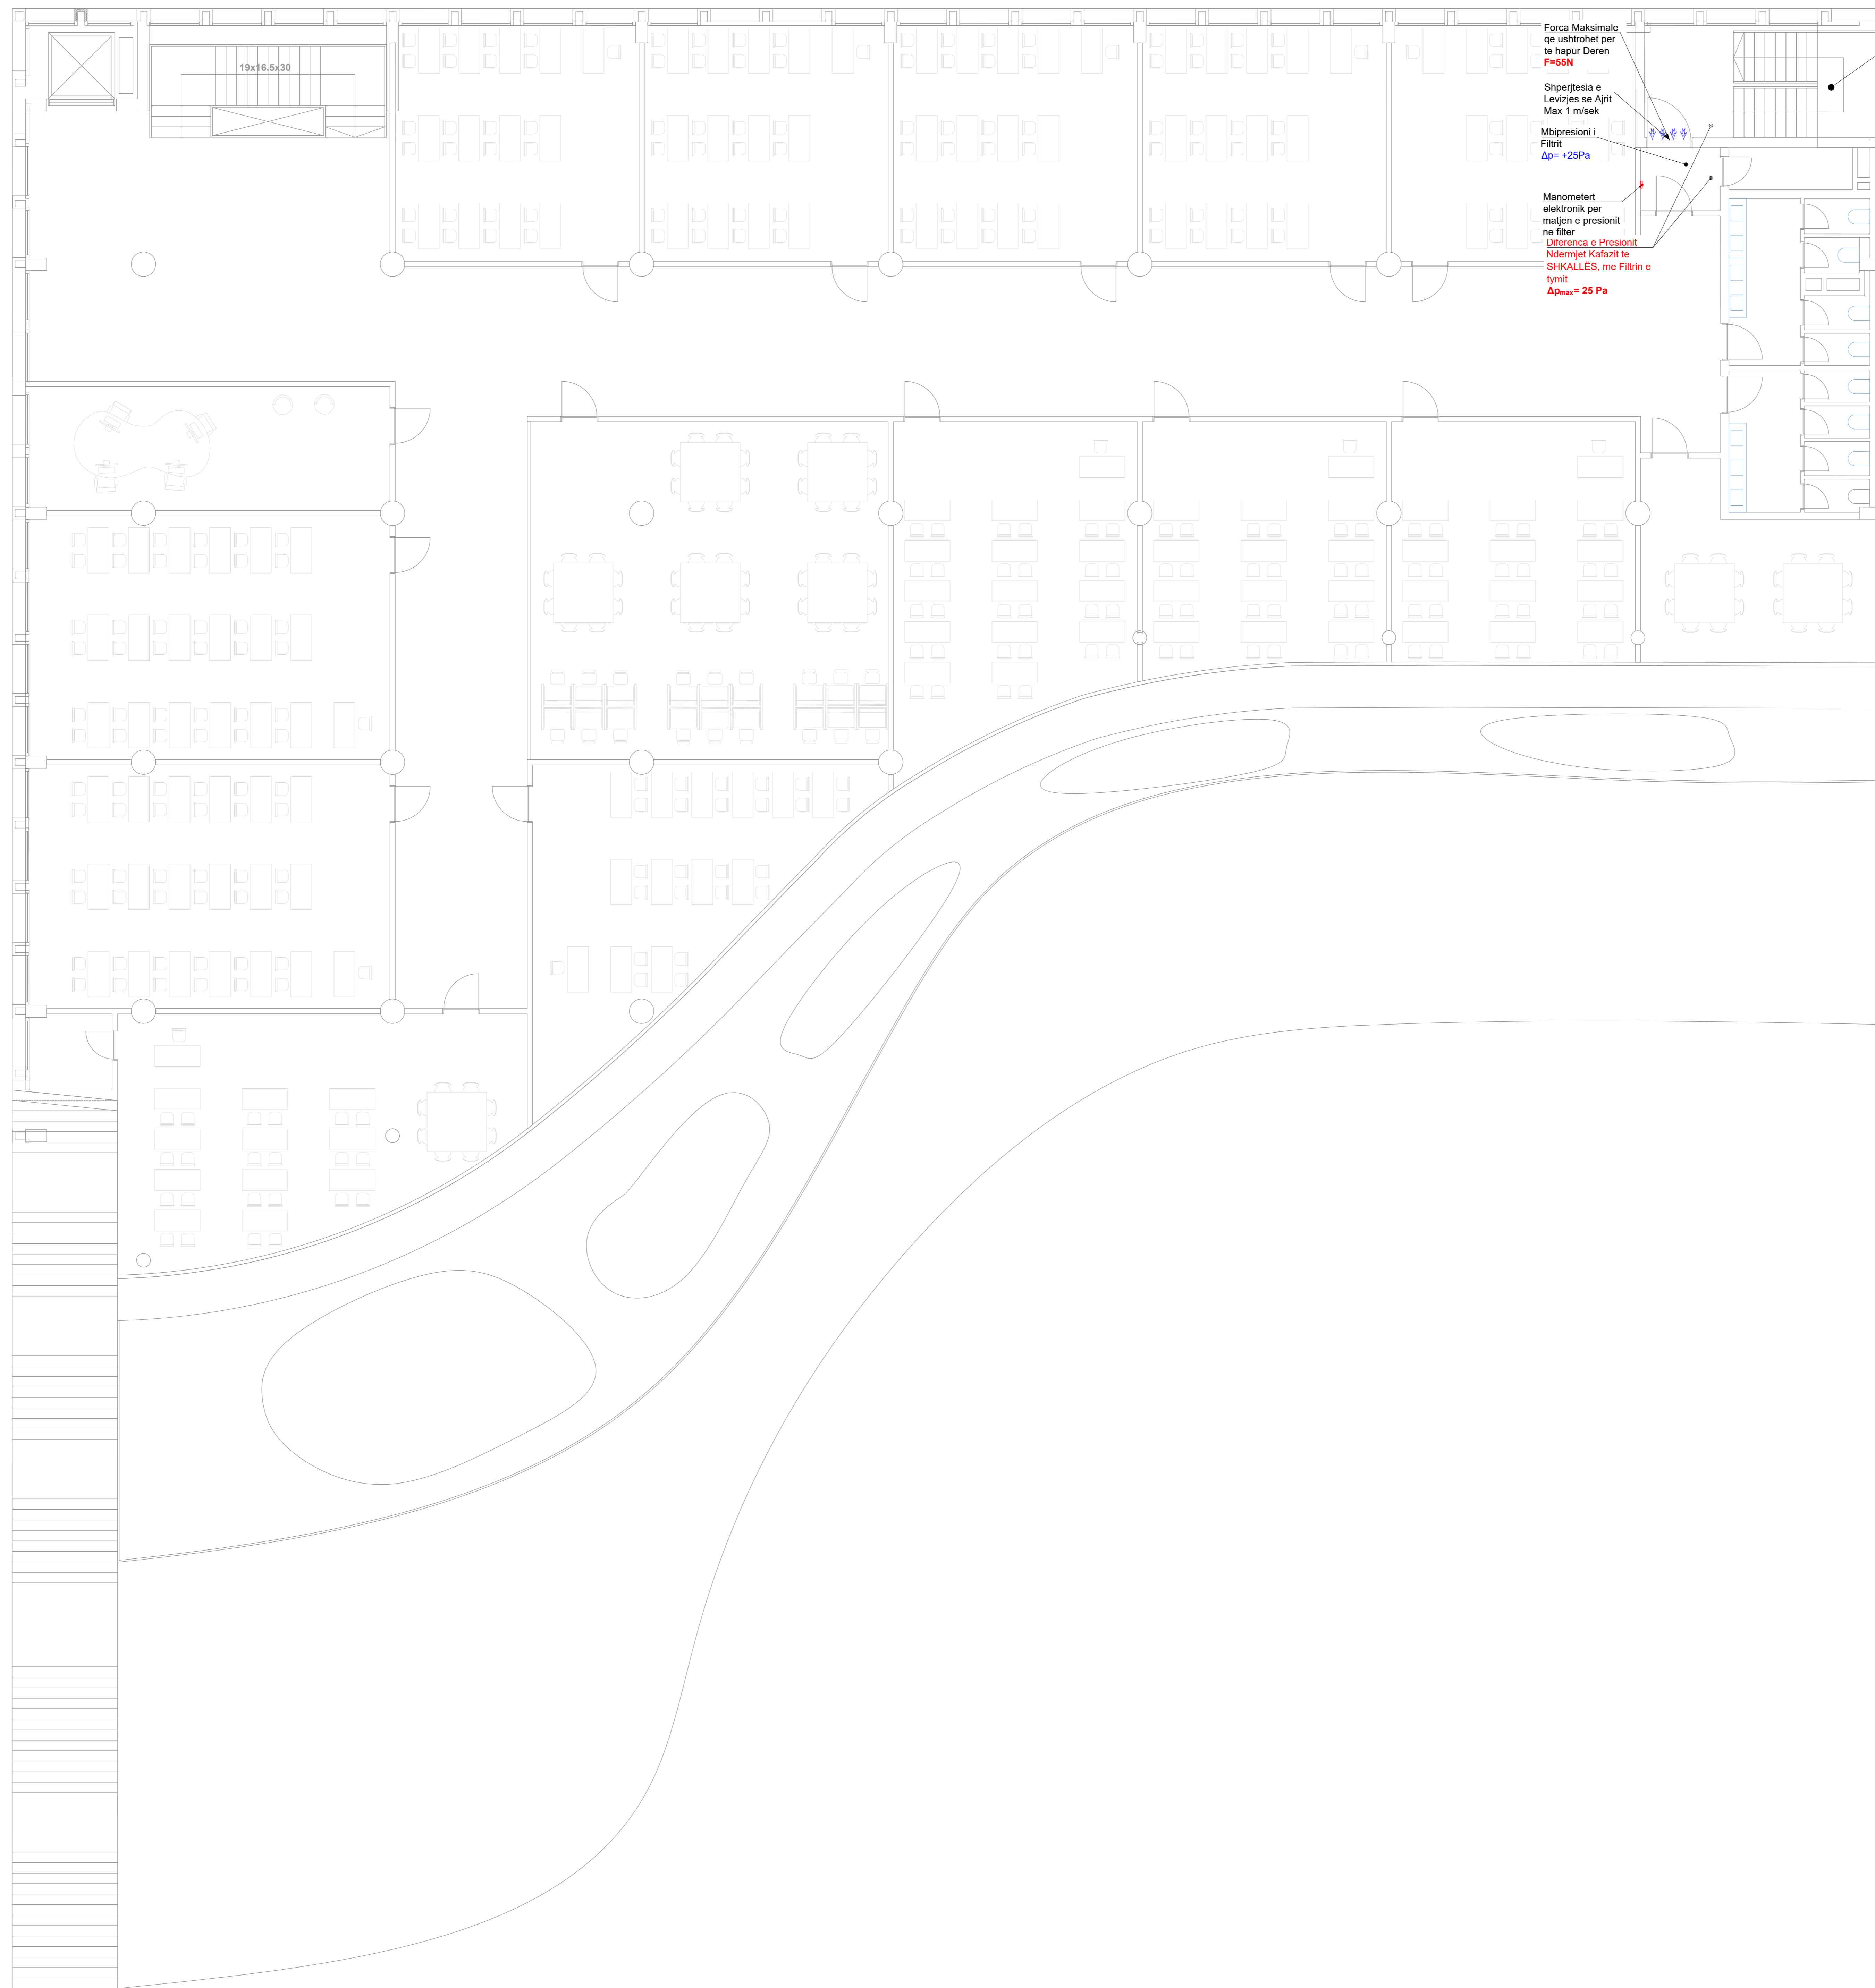 19x16.5x30
Forca Maksimale
qe ushtrohet per
te hapur Deren
F=55N
Shperjtesia e
Levizjes se Ajrit
Max 1 m/sek
Mbipresioni i
Filtrit
Δp= +25Pa
Manometert
elektronik per
matjen e presionit
ne filter
Diferenca e Presionit
Ndermjet Kafazit te
SHKALLËS, me Filtrin e
tymit
Δpmax= 25 Pa